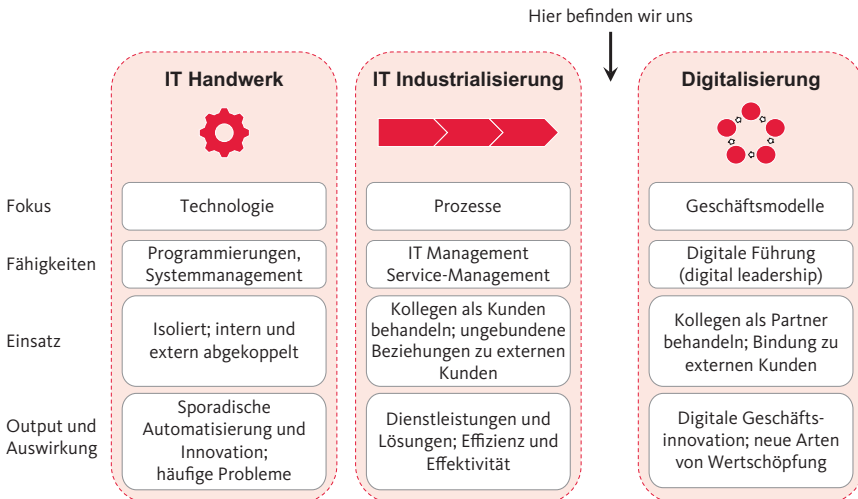 Hier befinden wir uns
IT Handwerk
IT Industrialisierung
Digitalisierung
Fokus
Technologie
Prozesse
Geschäftsmodelle
Fähigkeiten
Programmierungen,
Systemmanagement
IT Management
Service-Management
Digitale Führung
(digital leadership)
Einsatz
Isoliert; intern und
extern abgekoppelt
Kollegen als Kunden
behandeln; ungebundene
Beziehungen zu externen
Kunden
Kollegen als Partner
behandeln; Bindung zu
externen Kunden
Output und
Auswirkung
Sporadische
Automatisierung und
Innovation;
häufige Probleme
Dienstleistungen und
Lösungen; Effizienz und
Effektivität
Digitale Geschäfts-
innovation; neue Arten
von Wertschöpfung